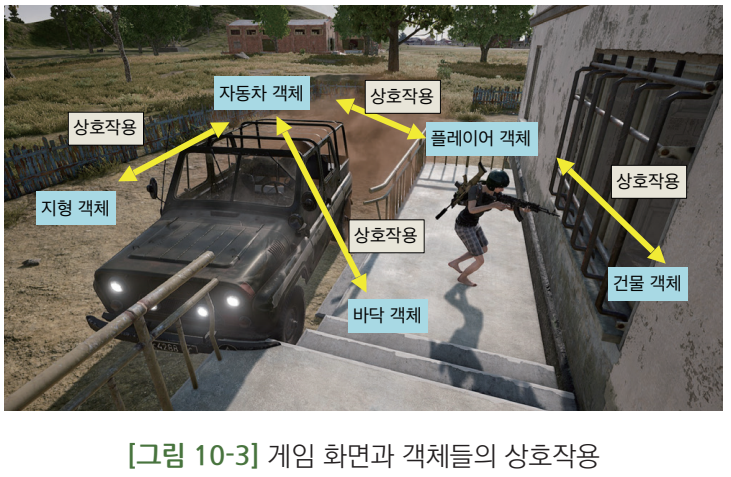 자동차 객체
상호작용
상호작용
플레이어 객체
상호작용
지형 객체
상호작용
건물 객체
바닥 객체
[그림 10-3] 게임 화면과 객체들의 상호작용